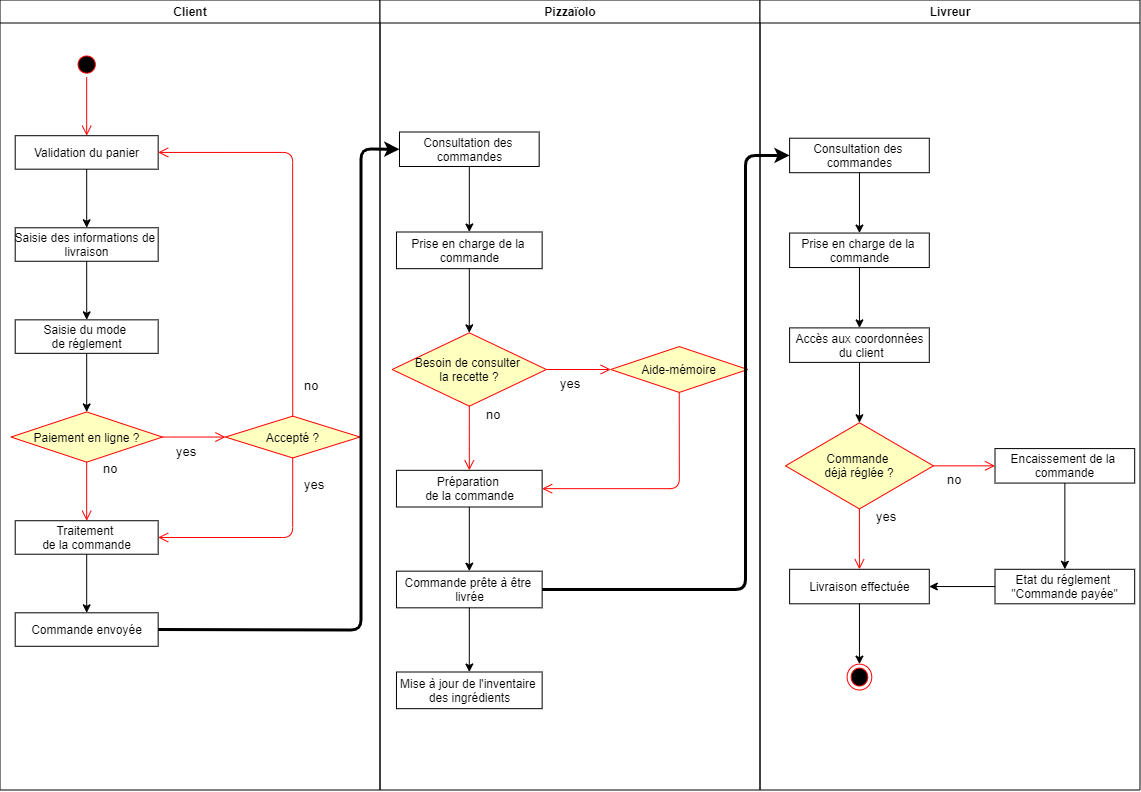 Client
Pizzaïolo
Livreur
Validation du panier
Saisie des informations de
livraison
Saisie du mode
de réglement
Paiement en ligne ?
yes
no
Accepté ?
no
yes
Traitement
de la commande
Commande envoyée
Consultation des
commandes
Prise en charge de la
commande
Besoin de consulter
la recette ?
yes
no
Aide-mémoire
Préparation
de la commande
Commande prête à être
livrée
Mise à jour de l'inventaire
des ingrédients
Consultation des
commandes
Prise en charge de la
commande
Accès aux coordonnées
du client
Commande
déjà réglée ?
no
yes
Encaissement de la
commande
Etat du réglement
"Commande payée"
Livraison effectuée